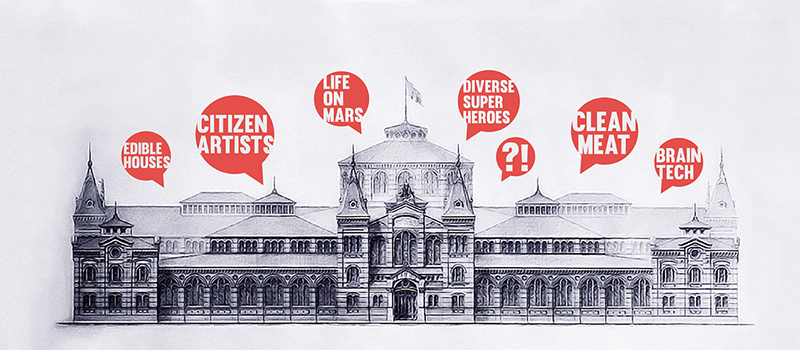 EDIBLE
HOUSES
CITIZEN
ARTISTS
LIFE
ON
MARS
DIVERSE
SUPER
HEROES
?!
CLEAN
MEAT
BRAIN
TECH